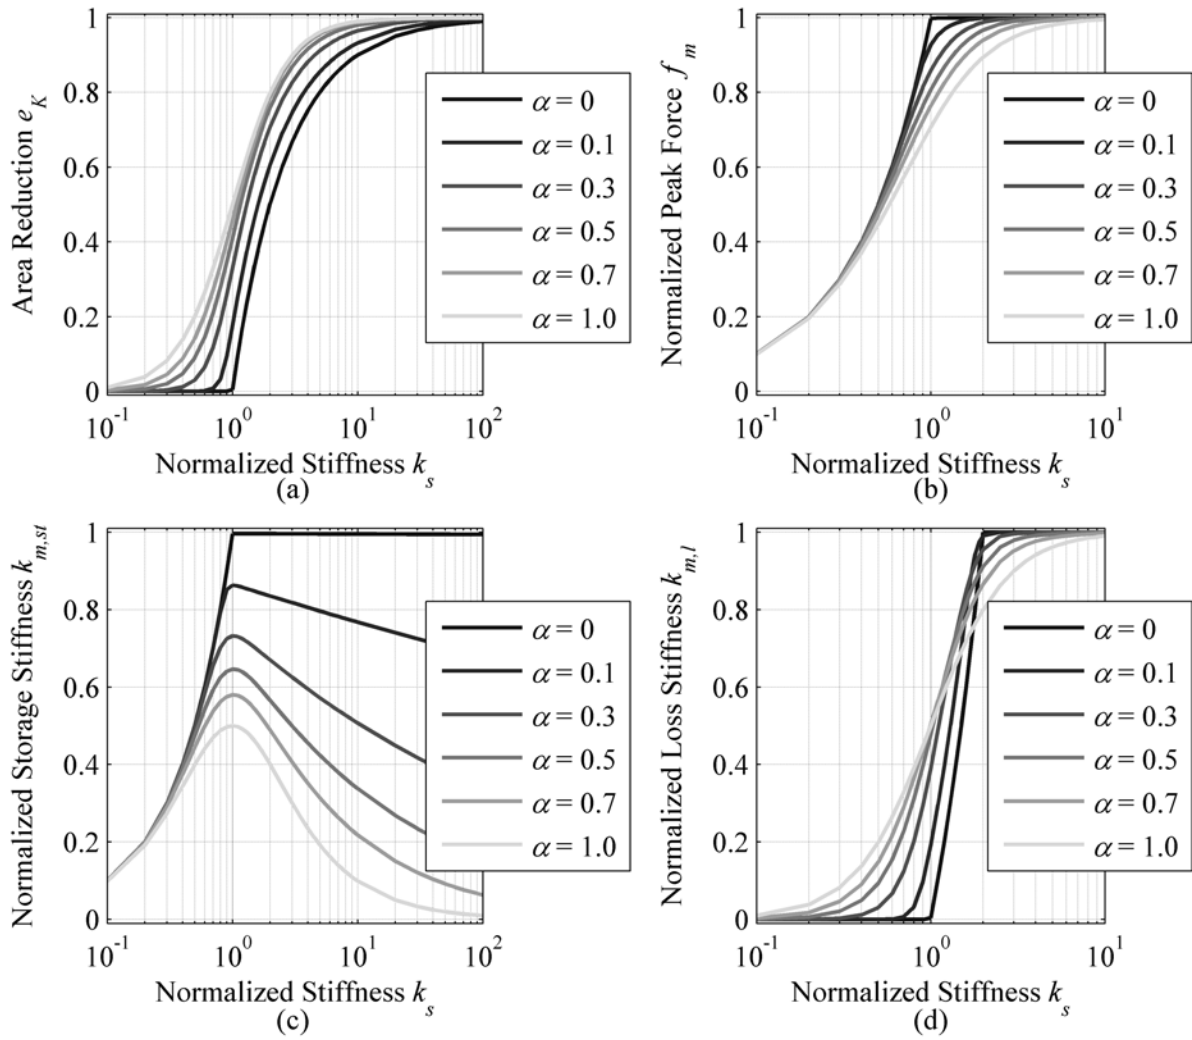 Area Reduction e_K
1
0.8
0.6
0.4
0.2
0
10^-1
10^0
10^1
10^2
Normalized Stiffness k_s
(a)
α = 0
α = 0.1
α = 0.3
α = 0.5
α = 0.7
α = 1.0
Normalized Peak Force f_m
1
0.8
0.6
0.4
0.2
0
10^-1
10^0
10^1
Normalized Stiffness k_s
(b)
α = 0
α = 0.1
α = 0.3
α = 0.5
α = 0.7
α = 1.0
Normalized Storage Stiffness k_m,st
1
0.8
0.6
0.4
0.2
0
10^-1
10^0
10^1
10^2
Normalized Stiffness k_s
(c)
α = 0
α = 0.1
α = 0.3
α = 0.5
α = 0.7
α = 1.0
Normalized Loss Stiffness k_m,l
1
0.8
0.6
0.4
0.2
0
10^-1
10^0
10^1
Normalized Stiffness k_s
(d)
α = 0
α = 0.1
α = 0.3
α = 0.5
α = 0.7
α = 1.0